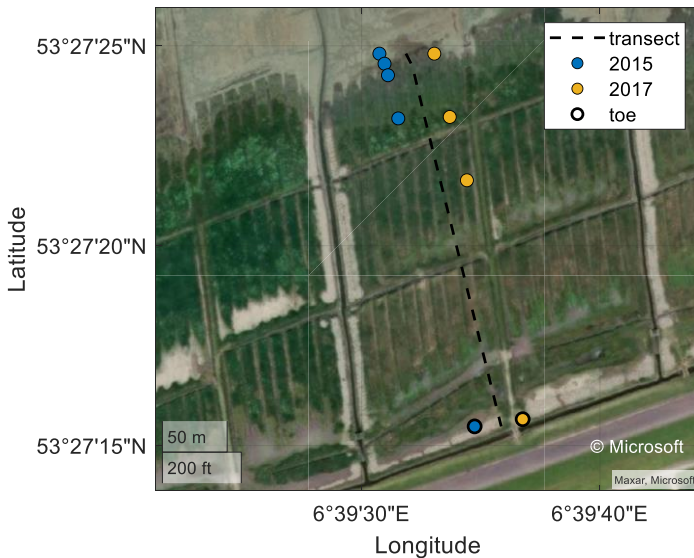 53°27'25"N
53°27'20"N
53°27'15"N
6°39'30"E
6°39'40"E
Latitude
Longitude
transect
2015
2017
toe
50 m
200 ft
© Microsoft
Maxar, Microsoft